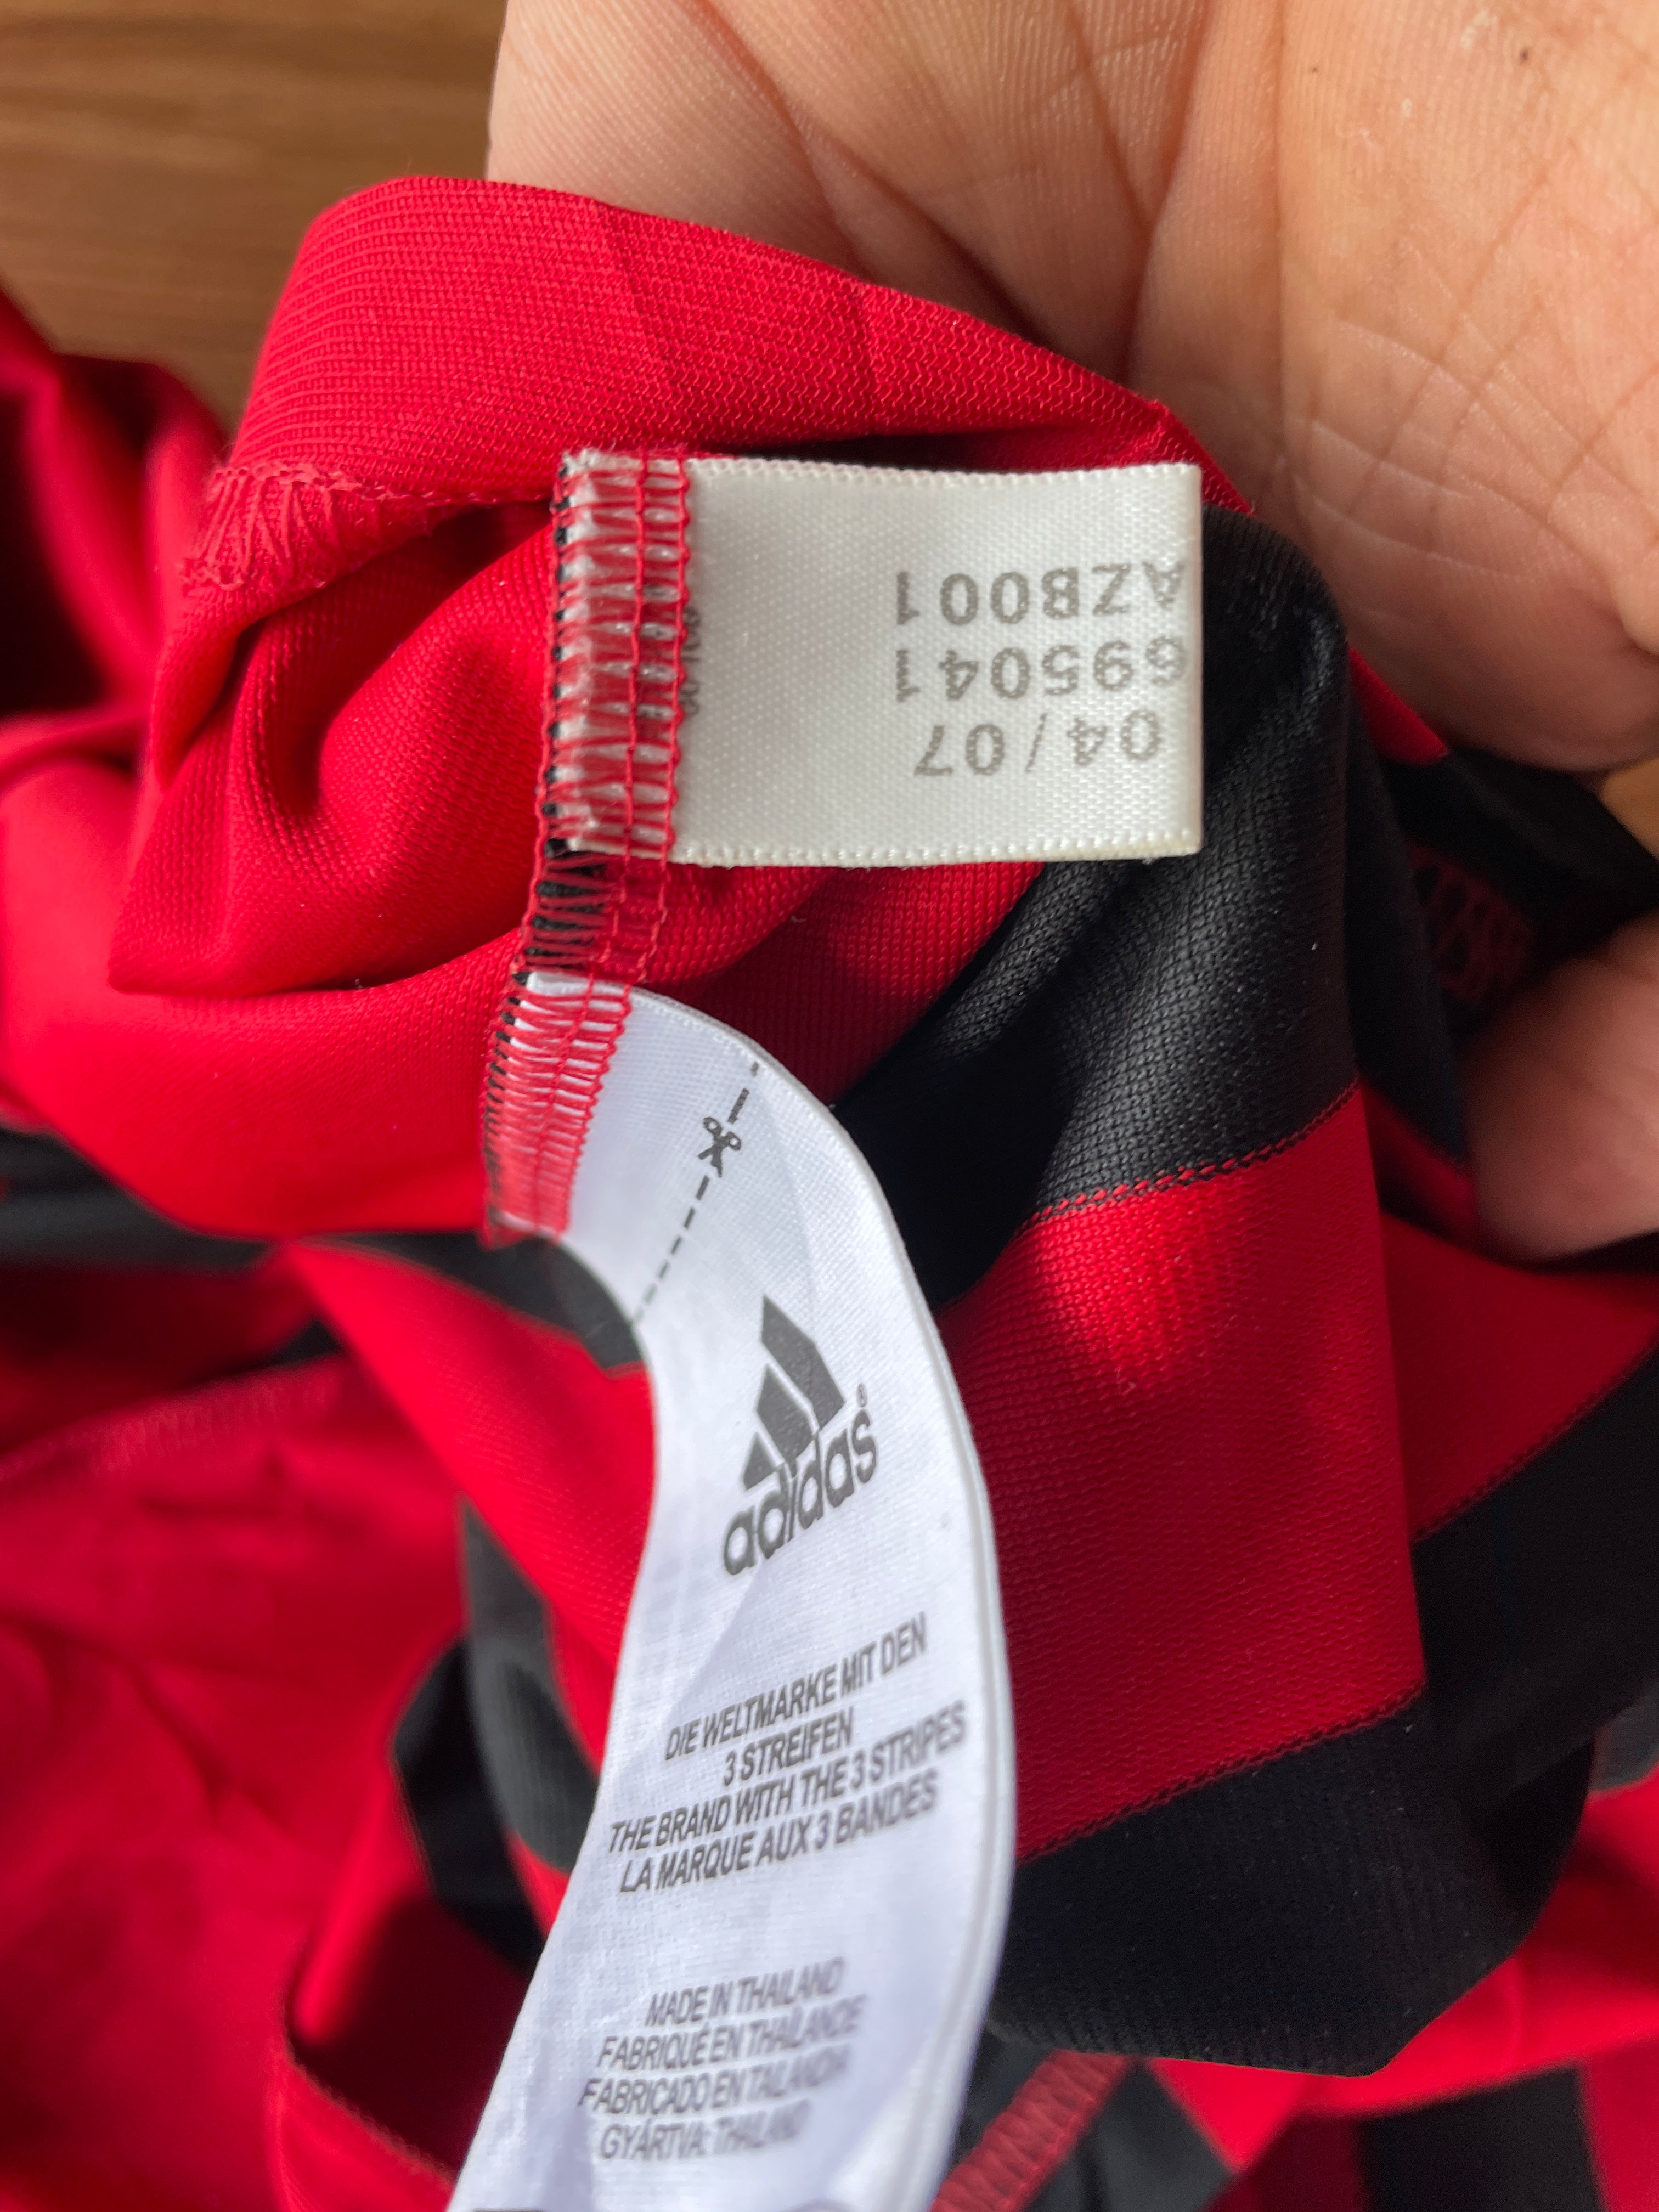 04/07
695041
AZB001
adidas®
DIE WELTMARKE MIT DEN
3 STREIFEN
THE BRAND WITH THE 3 STRIPES
LA MARQUE AUX 3 BANDES
MADE IN THAILAND
FABRIQUÉ EN THAÏLANDE
FABRICADO EN TAILANDIA
GYÁRTVA: THAILAND